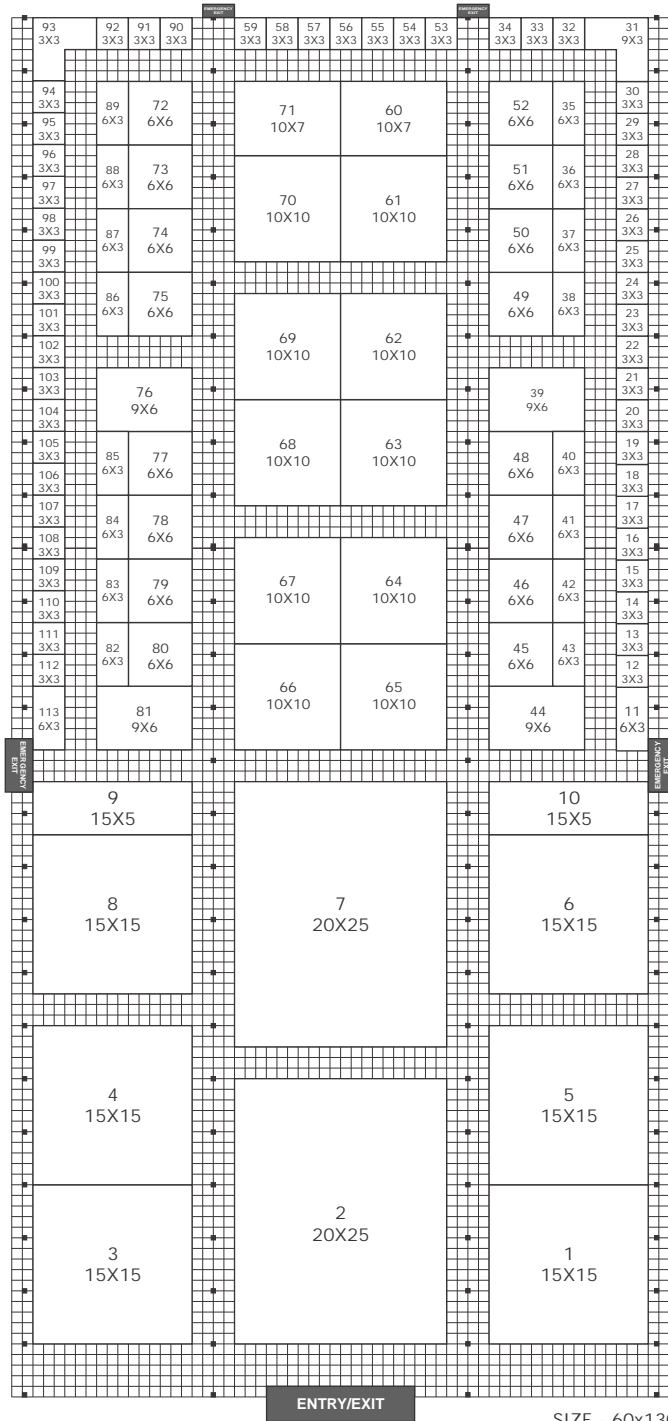 EMERGENCY
EXIT
EMERGENCY
EXIT
93
3X3
92
3X3
91
3X3
90
3X3
59
3X3
58
3X3
57
3X3
56
3X3
55
3X3
54
3X3
53
3X3
34
3X3
33
3X3
32
3X3
31
9X3
94
3X3
95
3X3
96
3X3
97
3X3
98
3X3
99
3X3
100
3X3
101
3X3
102
3X3
103
3X3
104
3X3
105
3X3
106
3X3
107
3X3
108
3X3
109
3X3
110
3X3
111
3X3
112
3X3
113
6X3
89
6X3
72
6X6
88
6X3
73
6X6
87
6X3
74
6X6
86
6X3
75
6X6
76
9X6
85
6X3
77
6X6
84
6X3
78
6X6
83
6X3
79
6X6
82
6X3
80
6X6
81
9X6
71
10X7
60
10X7
70
10X10
61
10X10
69
10X10
62
10X10
68
10X10
63
10X10
67
10X10
64
10X10
66
10X10
65
10X10
52
6X6
35
6X3
51
6X6
36
6X3
50
6X6
37
6X3
49
6X6
38
6X3
39
9X6
48
6X6
40
6X3
47
6X6
41
6X3
46
6X6
42
6X3
45
6X6
43
6X3
44
9X6
30
3X3
29
3X3
28
3X3
27
3X3
26
3X3
25
3X3
24
3X3
23
3X3
22
3X3
21
3X3
20
3X3
19
3X3
18
3X3
17
3X3
16
3X3
15
3X3
14
3X3
13
3X3
12
3X3
11
6X3
EMERGENCY
EXIT
EMERGENCY
EXIT
9
15X5
10
15X5
8
15X15
7
20X25
6
15X15
4
15X15
5
15X15
3
15X15
2
20X25
1
15X15
ENTRY/EXIT
SIZE